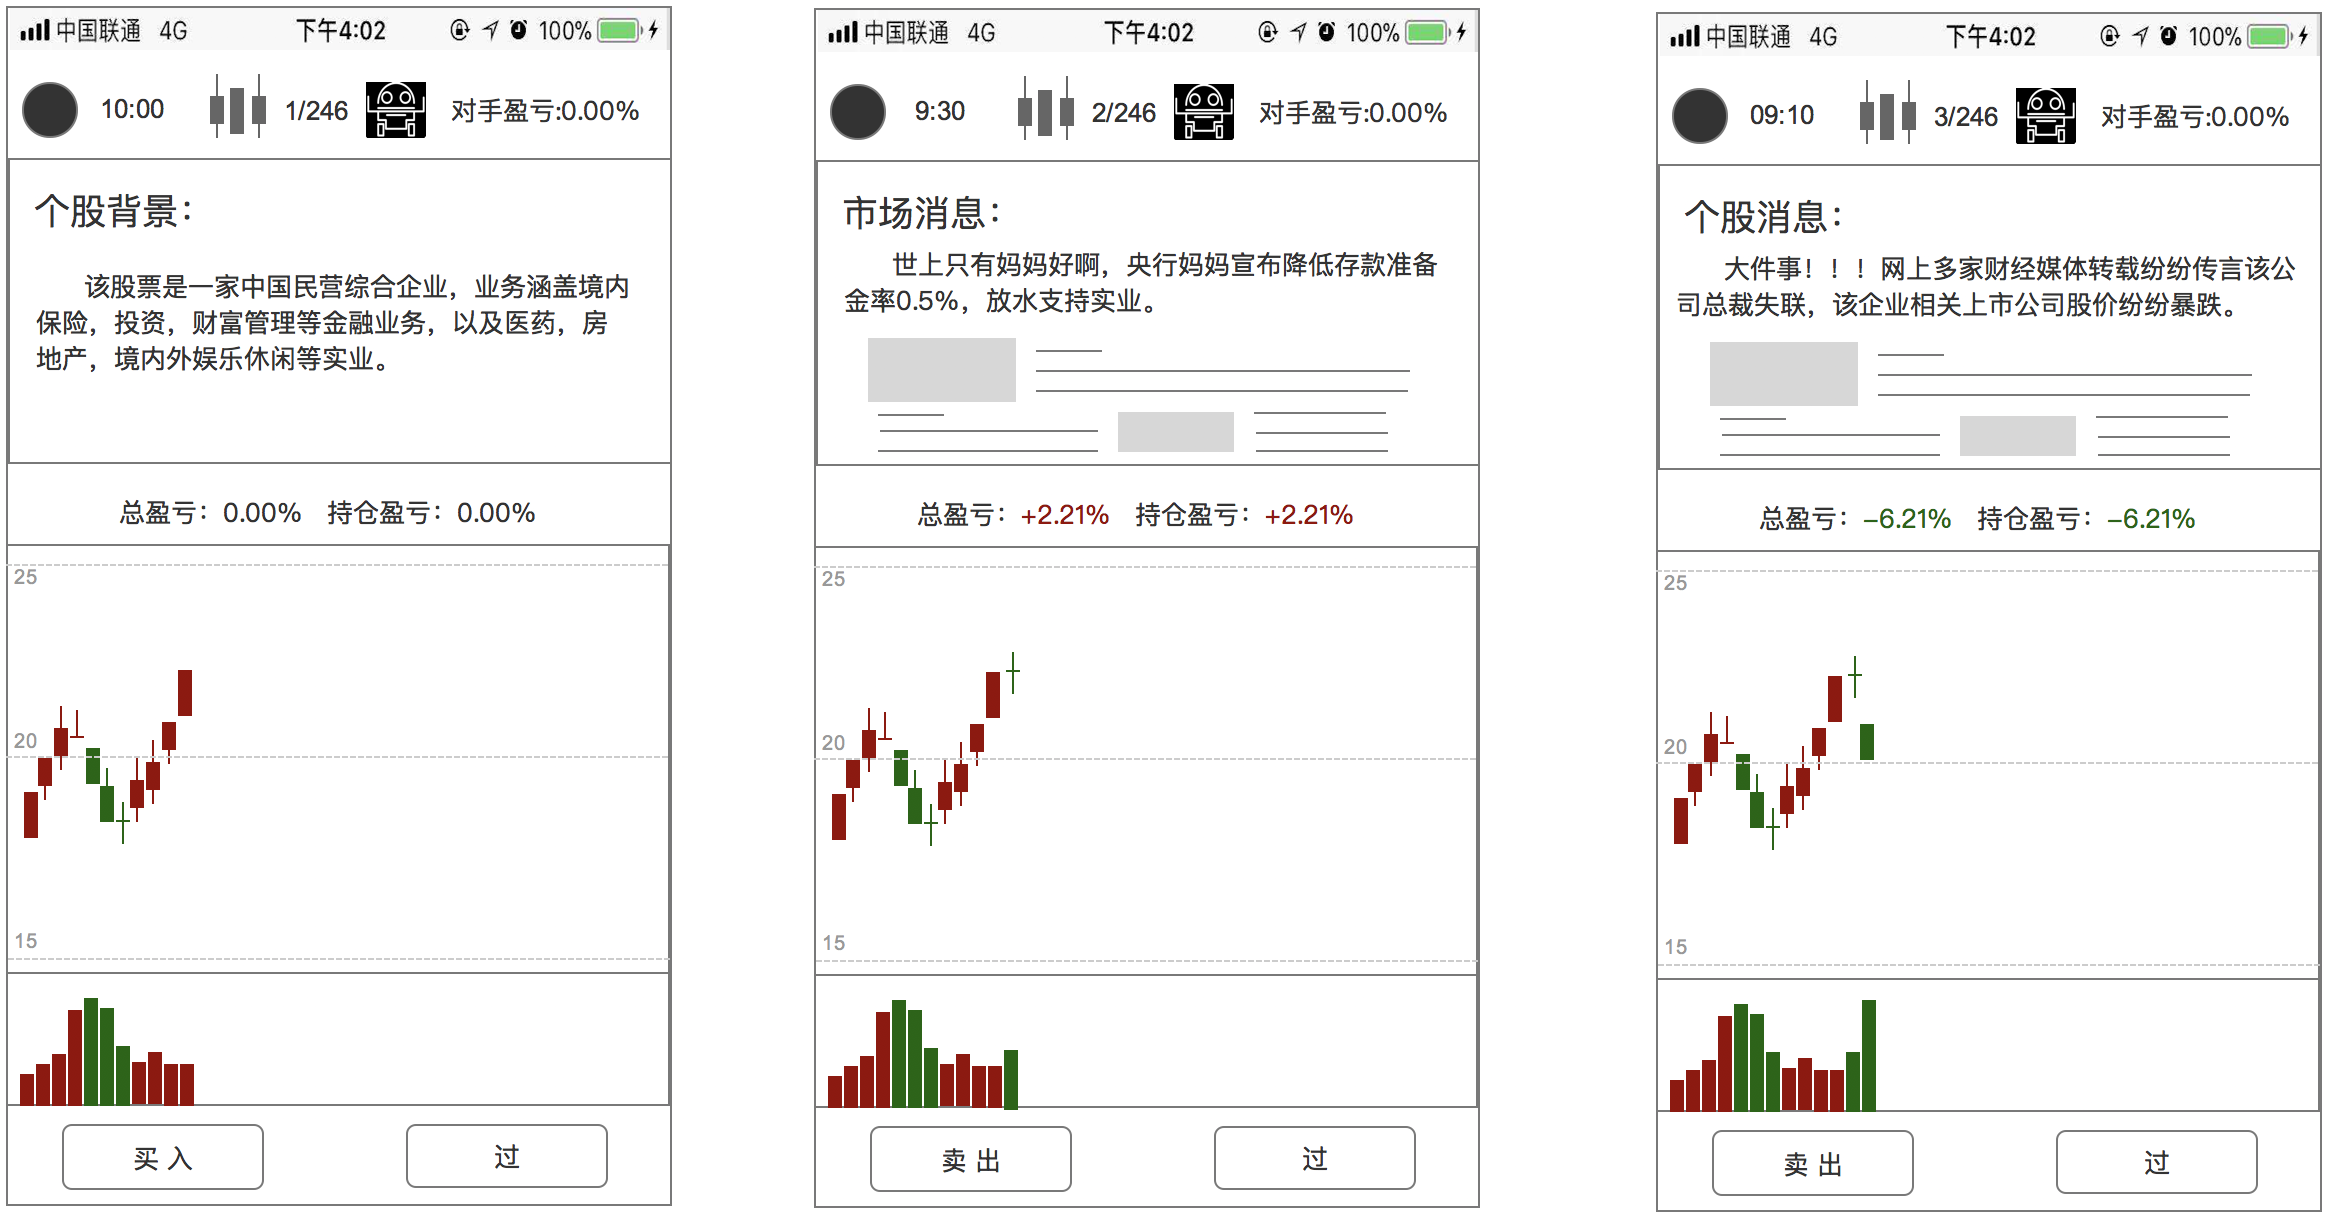 中国联通 4G 下午4:02 100%
10:00 1/246 对手盈亏:0.00%
个股背景：
该股票是一家中国民营综合企业，业务涵盖境内
保险，投资，财富管理等金融业务，以及医药，房
地产，境内外娱乐休闲等实业。
总盈亏：0.00% 持仓盈亏：0.00%
25
20
15
买 入 过
中国联通 4G 下午4:02 100%
9:30 2/246 对手盈亏:0.00%
市场消息：
世上只有妈妈好啊，央行妈妈宣布降低存款准备
金率0.5%，放水支持实业。
总盈亏：+2.21% 持仓盈亏：+2.21%
25
20
15
卖 出 过
中国联通 4G 下午4:02 100%
09:10 3/246 对手盈亏:0.00%
个股消息：
大件事！！！网上多家财经媒体转载纷纷传言该公
司总裁失联，该企业相关上市公司股价纷纷暴跌。
总盈亏：-6.21% 持仓盈亏：-6.21%
25
20
15
卖 出 过